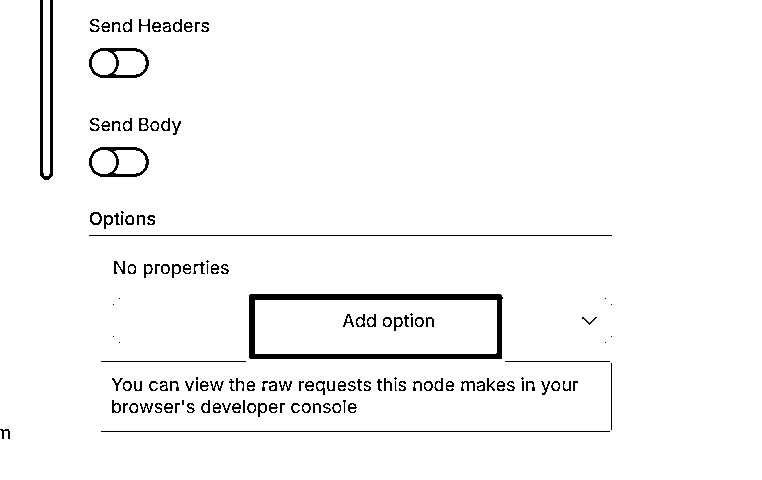 Send Headers
Send Body
Options
No properties
Add option
You can view the raw requests this node makes in your
browser's developer console
m